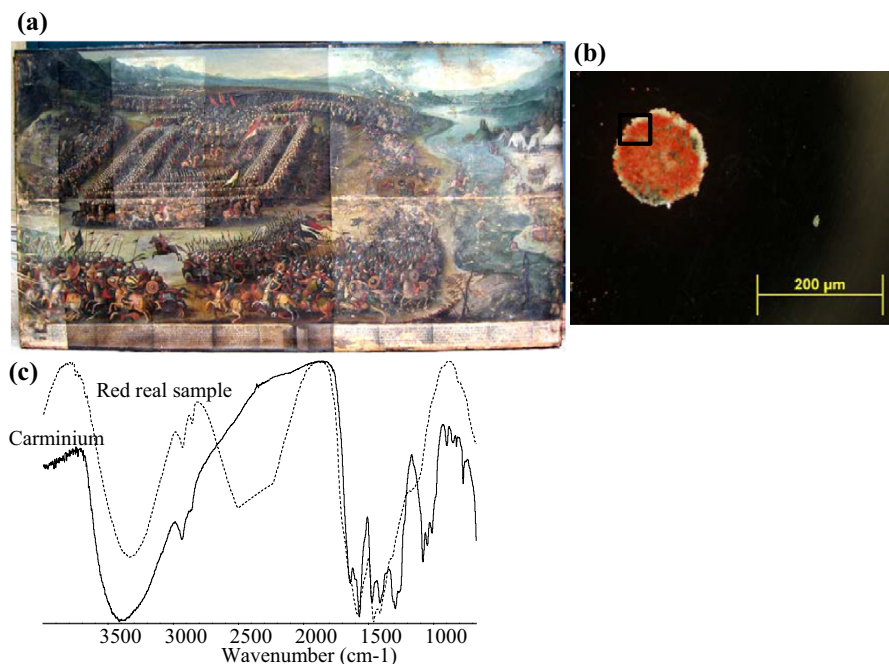 (a)
(b)
200 µm
(c)
Red real sample
Carminium
3500 3000 2500 2000 1500 1000
Wavenumber (cm-1)